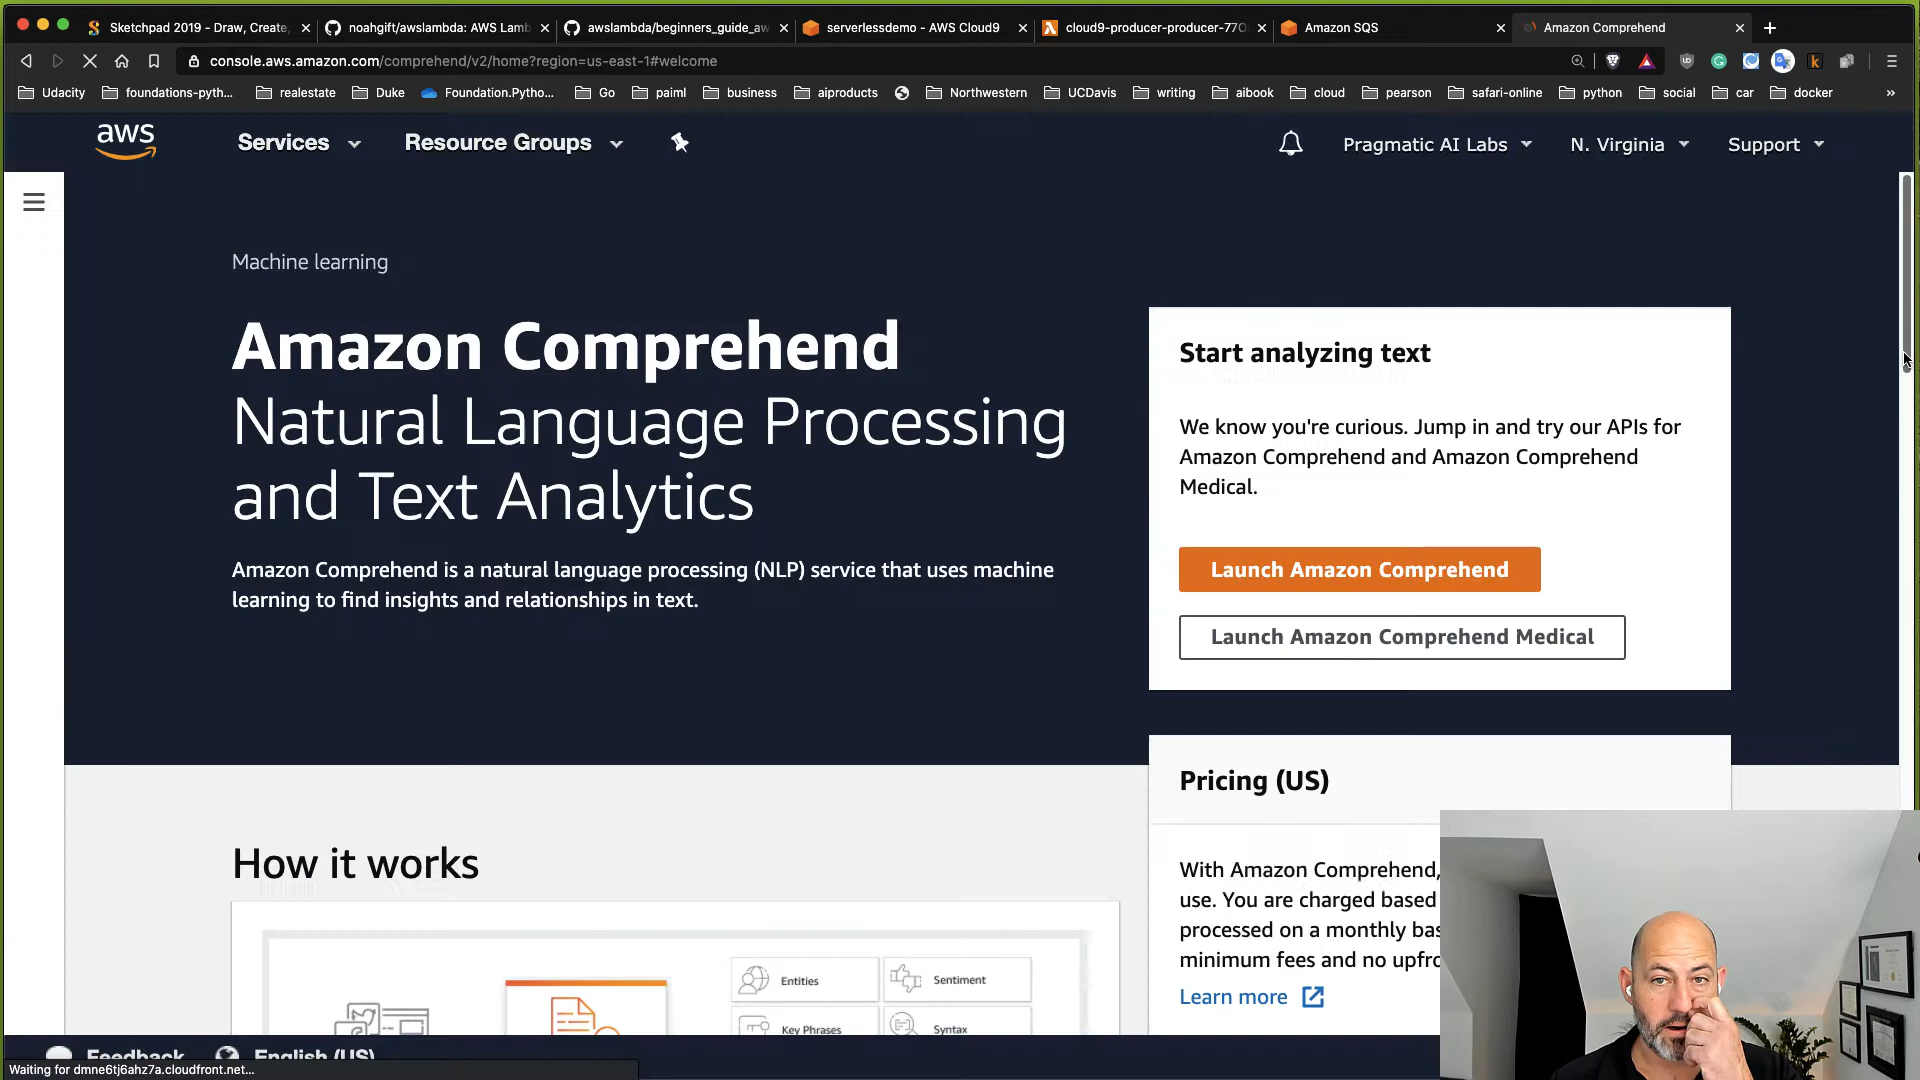 Sketchpad 2019 - Draw, Create,
noahgift/awslambda: AWS Lamb
awslambda/beginners_guide_aw
serverlessdemo - AWS Cloud9
cloud9-producer-producer-77O
Amazon SQS
Amazon Comprehend
console.aws.amazon.com/comprehend/v2/home?region=us-east-1#welcome
Udacity
foundations-pyth...
realestate
Duke
Foundation.Pytho...
Go
paiml
business
aiproducts
Northwestern
UCDavis
writing
aibook
cloud
pearson
safari-online
python
social
car
docker
»
aws
Services
Resource Groups
Pragmatic AI Labs
N. Virginia
Support
Machine learning
Amazon Comprehend
Natural Language Processing
and Text Analytics
Amazon Comprehend is a natural language processing (NLP) service that uses machine
learning to find insights and relationships in text.
Start analyzing text
We know you're curious. Jump in and try our APIs for
Amazon Comprehend and Amazon Comprehend
Medical.
Launch Amazon Comprehend
Launch Amazon Comprehend Medical
Pricing (US)
With Amazon Comprehend,
use. You are charged based
processed on a monthly bas
minimum fees and no upfro
Learn more
How it works
Entities
Sentiment
Key Phrases
Syntax
Feedback
English (US)
Waiting for dmne6tj6ahz7a.cloudfront.net...